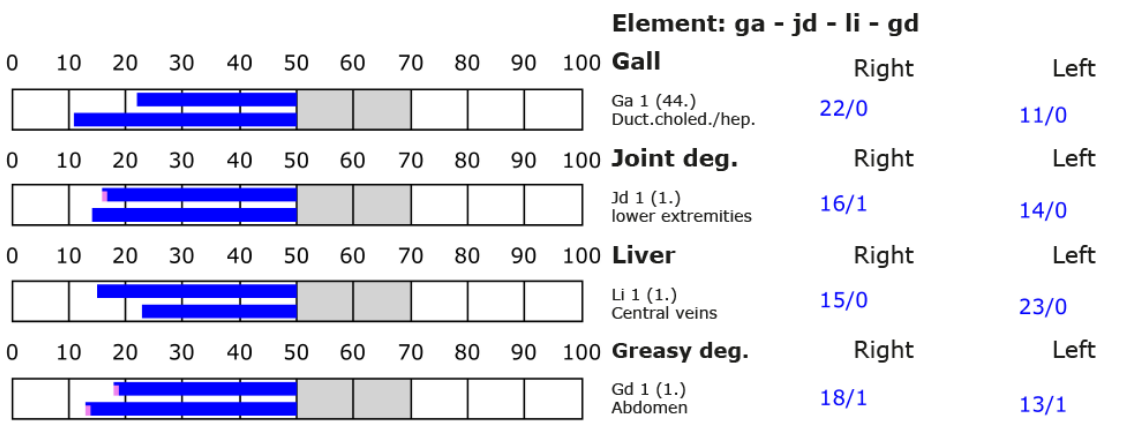 Element: ga - jd - li - gd
0 10 20 30 40 50 60 70 80 90 100 Gall Right Left
Ga 1 (44.) 22/0 11/0
Duct.choled./hep.
0 10 20 30 40 50 60 70 80 90 100 Joint deg. Right Left
Jd 1 (1.) 16/1 14/0
lower extremities
0 10 20 30 40 50 60 70 80 90 100 Liver Right Left
Li 1 (1.) 15/0 23/0
Central veins
0 10 20 30 40 50 60 70 80 90 100 Greasy deg. Right Left
Gd 1 (1.) 18/1 13/1
Abdomen